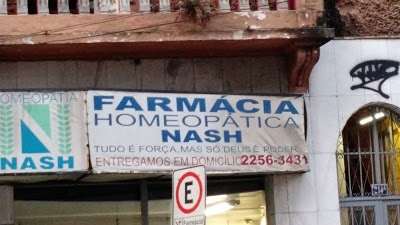 HOMEOPATIA
N
NASH
FARMÁCIA
HOMEOPÁTICA
NASH
TUDO É FORÇA, MAS SÓ DEUS É PODER
ENTREGAMOS EM DOMICÍLIO 2256-3431
E